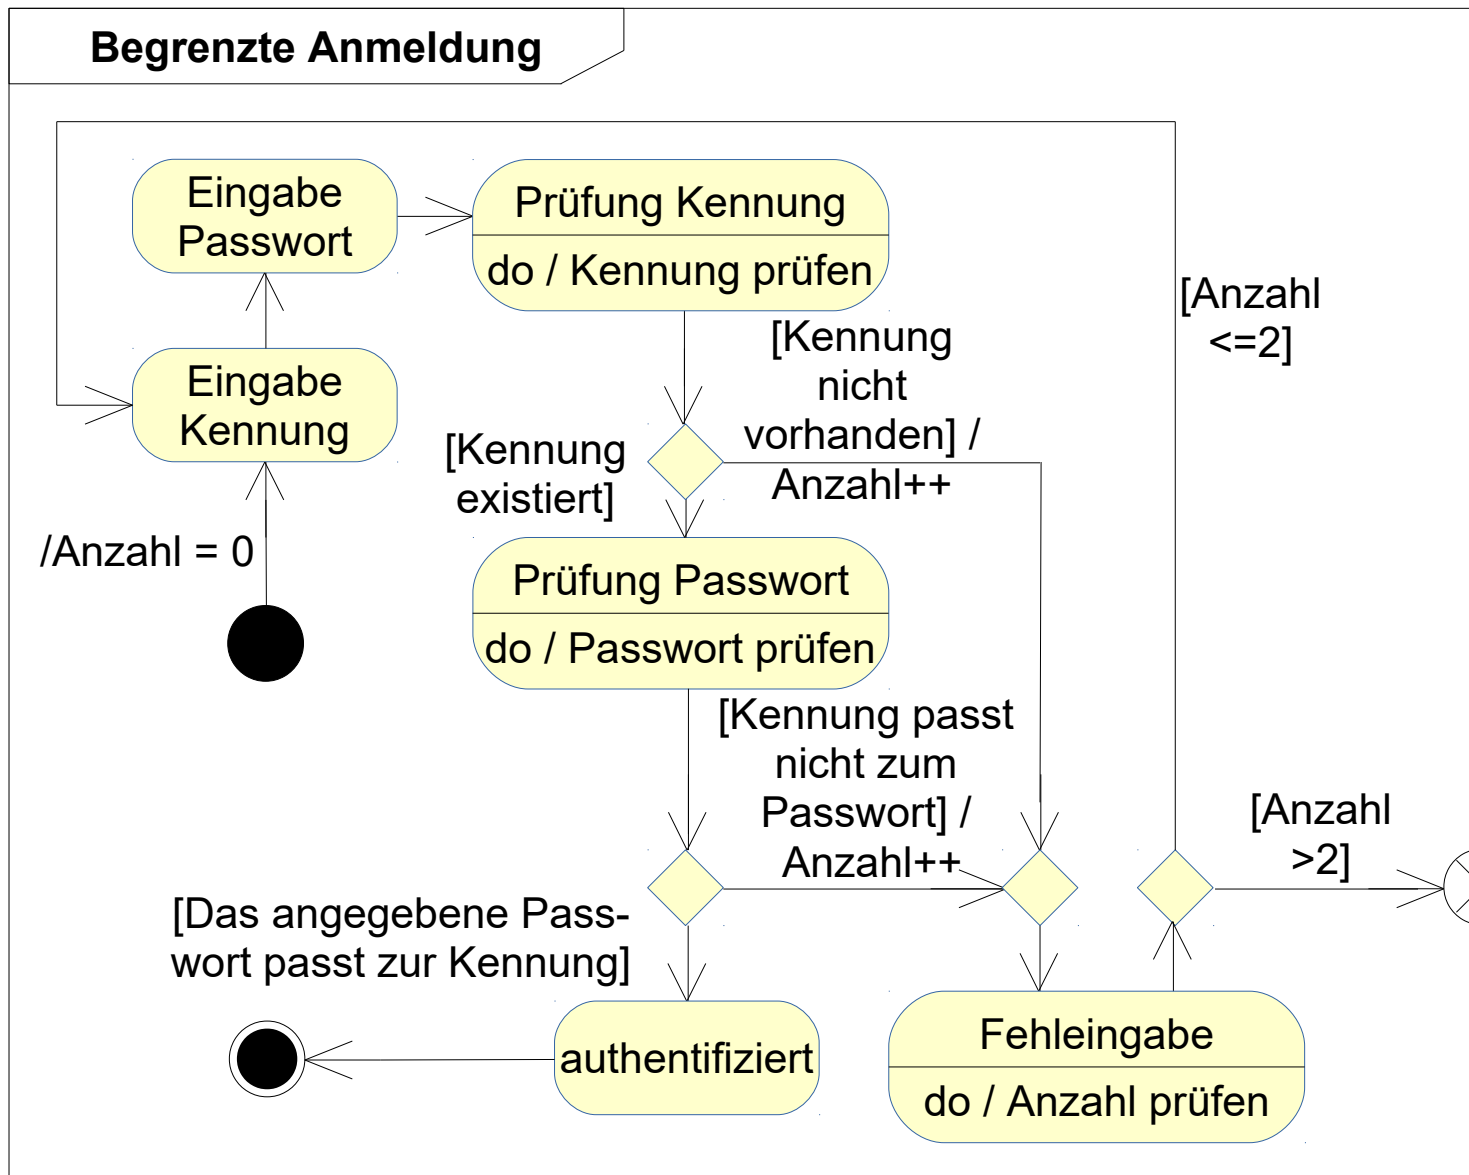 Begrenzte Anmeldung
Eingabe
Passwort
Prüfung Kennung
do / Kennung prüfen
[Anzahl
<=2]
[Kennung
nicht
vorhanden] /
Anzahl++
Eingabe
Kennung
[Kennung
existiert]
/Anzahl = 0
Prüfung Passwort
do / Passwort prüfen
[Kennung passt
nicht zum
Passwort] /
Anzahl++
[Anzahl
>2]
[Das angegebene Pass-
wort passt zur Kennung]
authentifiziert
Fehleingabe
do / Anzahl prüfen